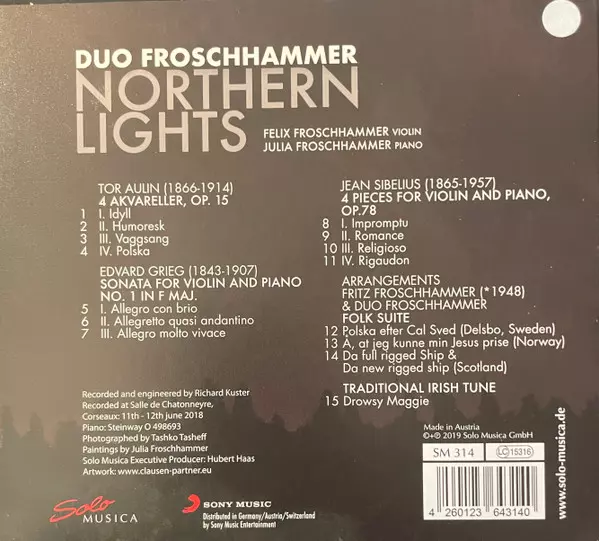 DUO FROSCHHAMMER
NORTHERN
LIGHTS
FELIX FROSCHHAMMER VIOLIN
JULIA FROSCHHAMMER PIANO
TOR AULIN (1866-1914)
4 AKVARELLER, OP. 15
1 I. Idyll
2 II. Humoresk
3 III. Vaggsang
4 IV. Polska
EDVARD GRIEG (1843-1907)
SONATA FOR VIOLIN AND PIANO
NO. 1 IN F MAJ.
5 I. Allegro con brio
6 II. Allegretto quasi andantino
7 III. Allegro molto vivace
JEAN SIBELIUS (1865-1957)
4 PIECES FOR VIOLIN AND PIANO,
OP.78
8 I. Impromptu
9 II. Romance
10 III. Religioso
11 IV. Rigaudon
ARRANGEMENTS
FRITZ FROSCHHAMMER (*1948)
& DUO FROSCHHAMMER
FOLK SUITE
12 Polska efter Cal Sved (Delsbo, Sweden)
13 Å, at jeg kunne min Jesus prise (Norway)
14 Da full rigged Ship &
Da new rigged ship (Scotland)
TRADITIONAL IRISH TUNE
15 Drowsy Maggie
Recorded and engineered by Richard Kuster
Recorded at Salle de Chatonneyre,
Corseaux: 11th - 12th june 2018
Piano: Steinway O 498693
Photographed by Tashko Tasheff
Paintings by Julia Froschhammer
Solo Musica Executive Producer: Hubert Haas
Artwork: www.clausen-partner.eu
Solo
MUSICA
SONY MUSIC
Distributed in Germany/Austria/Switzerland
by Sony Music Entertainment
Made in Austria
©+℗ 2019 Solo Musica GmbH
SM 314
LC 15316
4 260123 643140
www.solo-musica.de